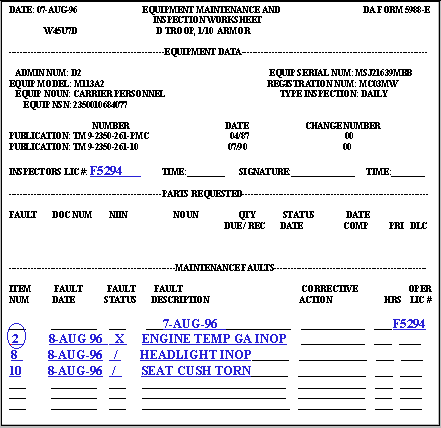 DATE: 07-AUG-96 EQUIPMENT MAINTENANCE AND DA FORM 5988-E
INSPECTION WORKSHEET
W45U7D D TROOP, 1/10 ARMOR
EQUIPMENT DATA
ADMIN NUM: D2 EQUIP SERIAL NUM: MSJ21639MBB
EQUIP MODEL: M113A2 REGISTRATION NUM: MC03MW
EQUIP NOUN: CARRIER PERSONNEL TYPE INSPECTION: DAILY
EQUIP NSN: 2350010684077
NUMBER DATE CHANGE NUMBER
PUBLICATION: TM 9-2350-261-PMC 04/87 00
PUBLICATION: TM 9-2350-261-10 07/90 00
INSPECTORS LIC #: F5294 TIME: SIGNATURE: TIME:
PARTS REQUESTED
FAULT DOC NUM NIIN NOUN QTY STATUS DATE
DUE/ REC DATE COMP PRI DLC
MAINTENANCE FAULTS
ITEM FAULT FAULT FAULT CORRECTIVE OPER
NUM DATE STATUS DESCRIPTION ACTION HRS LIC #
7-AUG-96 F5294
2 8-AUG 96 X ENGINE TEMP GA INOP
8 8-AUG-96 / HEADLIGHT INOP
10 8-AUG-96 / SEAT CUSH TORN